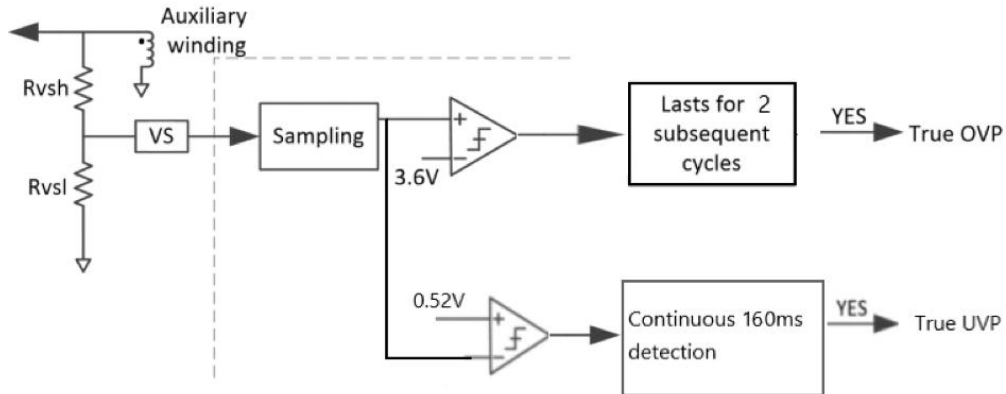 Auxiliary
winding
Rvsh
VS
Sampling
Rvsl
+
3.6V
Lasts for 2
subsequent
cycles
YES
True OVP
0.52V
+
Continuous 160ms
detection
YES
True UVP